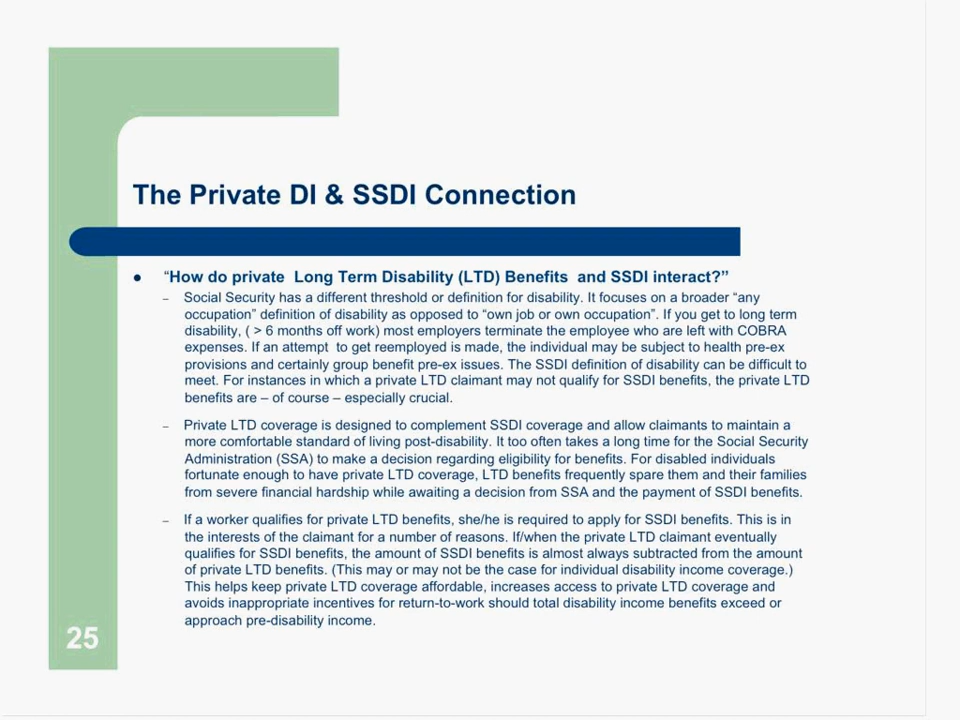 The Private DI & SSDI Connection
● “How do private  Long Term Disability (LTD) Benefits  and SSDI interact?”
– Social Security has a different threshold or definition for disability. It focuses on a broader “any
occupation” definition of disability as opposed to “own job or own occupation”. If you get to long term
disability, ( > 6 months off work) most employers terminate the employee who are left with COBRA
expenses. If an attempt  to get reemployed is made, the individual may be subject to health pre-ex
provisions and certainly group benefit pre-ex issues. The SSDI definition of disability can be difficult to
meet. For instances in which a private LTD claimant may not qualify for SSDI benefits, the private LTD
benefits are – of course – especially crucial.
– Private LTD coverage is designed to complement SSDI coverage and allow claimants to maintain a
more comfortable standard of living post-disability. It too often takes a long time for the Social Security
Administration (SSA) to make a decision regarding eligibility for benefits. For disabled individuals
fortunate enough to have private LTD coverage, LTD benefits frequently spare them and their families
from severe financial hardship while awaiting a decision from SSA and the payment of SSDI benefits.
– If a worker qualifies for private LTD benefits, she/he is required to apply for SSDI benefits. This is in
the interests of the claimant for a number of reasons. If/when the private LTD claimant eventually
qualifies for SSDI benefits, the amount of SSDI benefits is almost always subtracted from the amount
of private LTD benefits. (This may or may not be the case for individual disability income coverage.)
This helps keep private LTD coverage affordable, increases access to private LTD coverage and
avoids inappropriate incentives for return-to-work should total disability income benefits exceed or
approach pre-disability income.
25